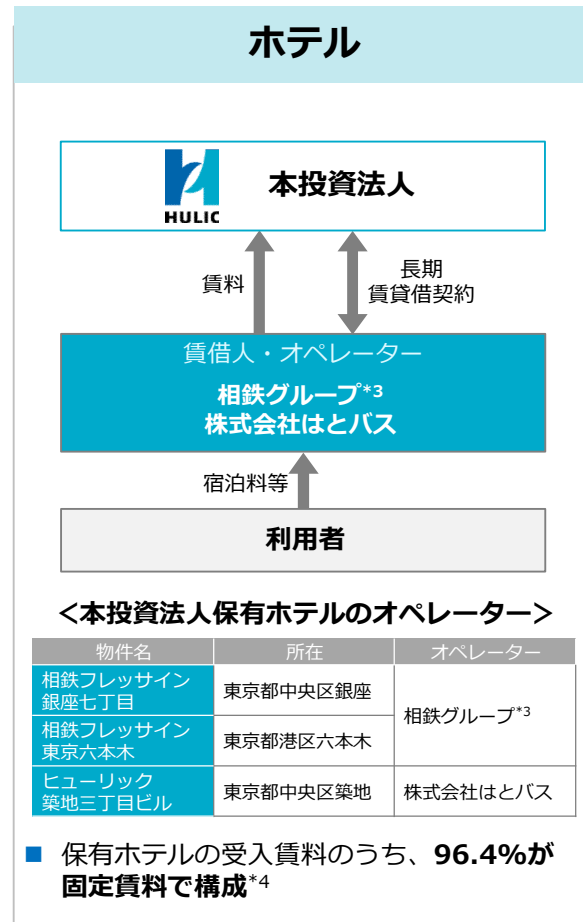 ホテル
HULIC
本投資法人
賃料
長期
賃貸借契約
賃借人・オペレーター
相鉄グループ*3
株式会社はとバス
宿泊料等
利用者
＜本投資法人保有ホテルのオペレーター＞
物件名 所在 オペレーター
相鉄フレッサイン
銀座七丁目
東京都中央区銀座
相鉄グループ*3
相鉄フレッサイン
東京六本木
東京都港区六本木
ヒューリック
築地三丁目ビル
東京都中央区築地
株式会社はとバス
■ 保有ホテルの受入賃料のうち、96.4%が
固定賃料で構成*4